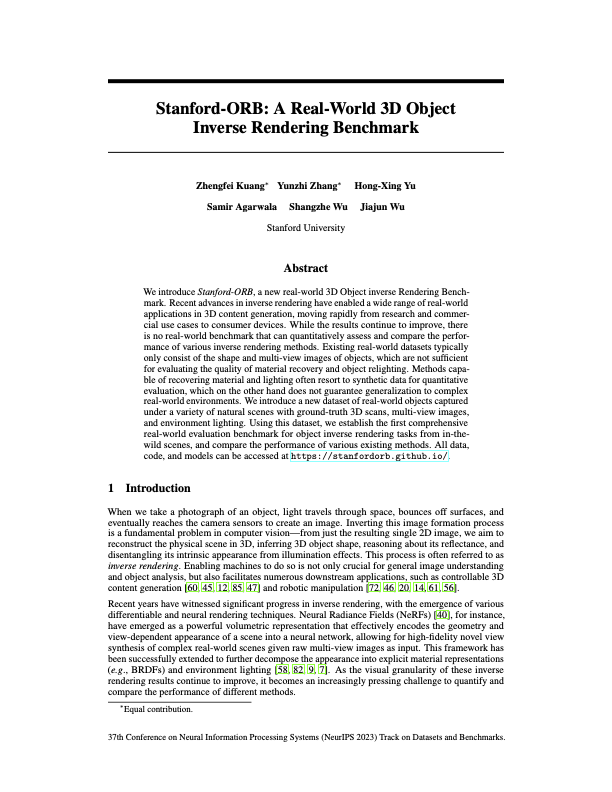 Stanford-ORB: A Real-World 3D Object
Inverse Rendering Benchmark
Zhengfei Kuang* Yunzhi Zhang* Hong-Xing Yu
Samir Agarwala Shangzhe Wu Jiajun Wu
Stanford University
Abstract
We introduce Stanford-ORB, a new real-world 3D Object inverse Rendering Bench-
mark. Recent advances in inverse rendering have enabled a wide range of real-world
applications in 3D content generation, moving rapidly from research and commer-
cial use cases to consumer devices. While the results continue to improve, there
is no real-world benchmark that can quantitatively assess and compare the perfor-
mance of various inverse rendering methods. Existing real-world datasets typically
only consist of the shape and multi-view images of objects, which are not sufficient
for evaluating the quality of material recovery and object relighting. Methods capa-
ble of recovering material and lighting often resort to synthetic data for quantitative
evaluation, which on the other hand does not guarantee generalization to complex
real-world environments. We introduce a new dataset of real-world objects captured
under a variety of natural scenes with ground-truth 3D scans, multi-view images,
and environment lighting. Using this dataset, we establish the first comprehensive
real-world evaluation benchmark for object inverse rendering tasks from in-the-
wild scenes, and compare the performance of various existing methods. All data,
code, and models can be accessed at https://stanfordorb.github.io/.
1 Introduction
When we take a photograph of an object, light travels through space, bounces off surfaces, and
eventually reaches the camera sensors to create an image. Inverting this image formation process
is a fundamental problem in computer vision—from just the resulting single 2D image, we aim to
reconstruct the physical scene in 3D, inferring 3D object shape, reasoning about its reflectance, and
disentangling its intrinsic appearance from illumination effects. This process is often referred to as
inverse rendering. Enabling machines to do so is not only crucial for general image understanding
and object analysis, but also facilitates numerous downstream applications, such as controllable 3D
content generation [60, 45, 12, 85, 47] and robotic manipulation [72, 46, 20, 14, 61, 56].
Recent years have witnessed significant progress in inverse rendering, with the emergence of various
differentiable and neural rendering techniques. Neural Radiance Fields (NeRFs) [40], for instance,
have emerged as a powerful volumetric representation that effectively encodes the geometry and
view-dependent appearance of a scene into a neural network, allowing for high-fidelity novel view
synthesis of complex real-world scenes given raw multi-view images as input. This framework has
been successfully extended to further decompose the appearance into explicit material representations
(e.g., BRDFs) and environment lighting [58, 82, 9, 7]. As the visual granularity of these inverse
rendering results continue to improve, it becomes an increasingly pressing challenge to quantify and
compare the performance of different methods.
*Equal contribution.
37th Conference on Neural Information Processing Systems (NeurIPS 2023) Track on Datasets and Benchmarks.